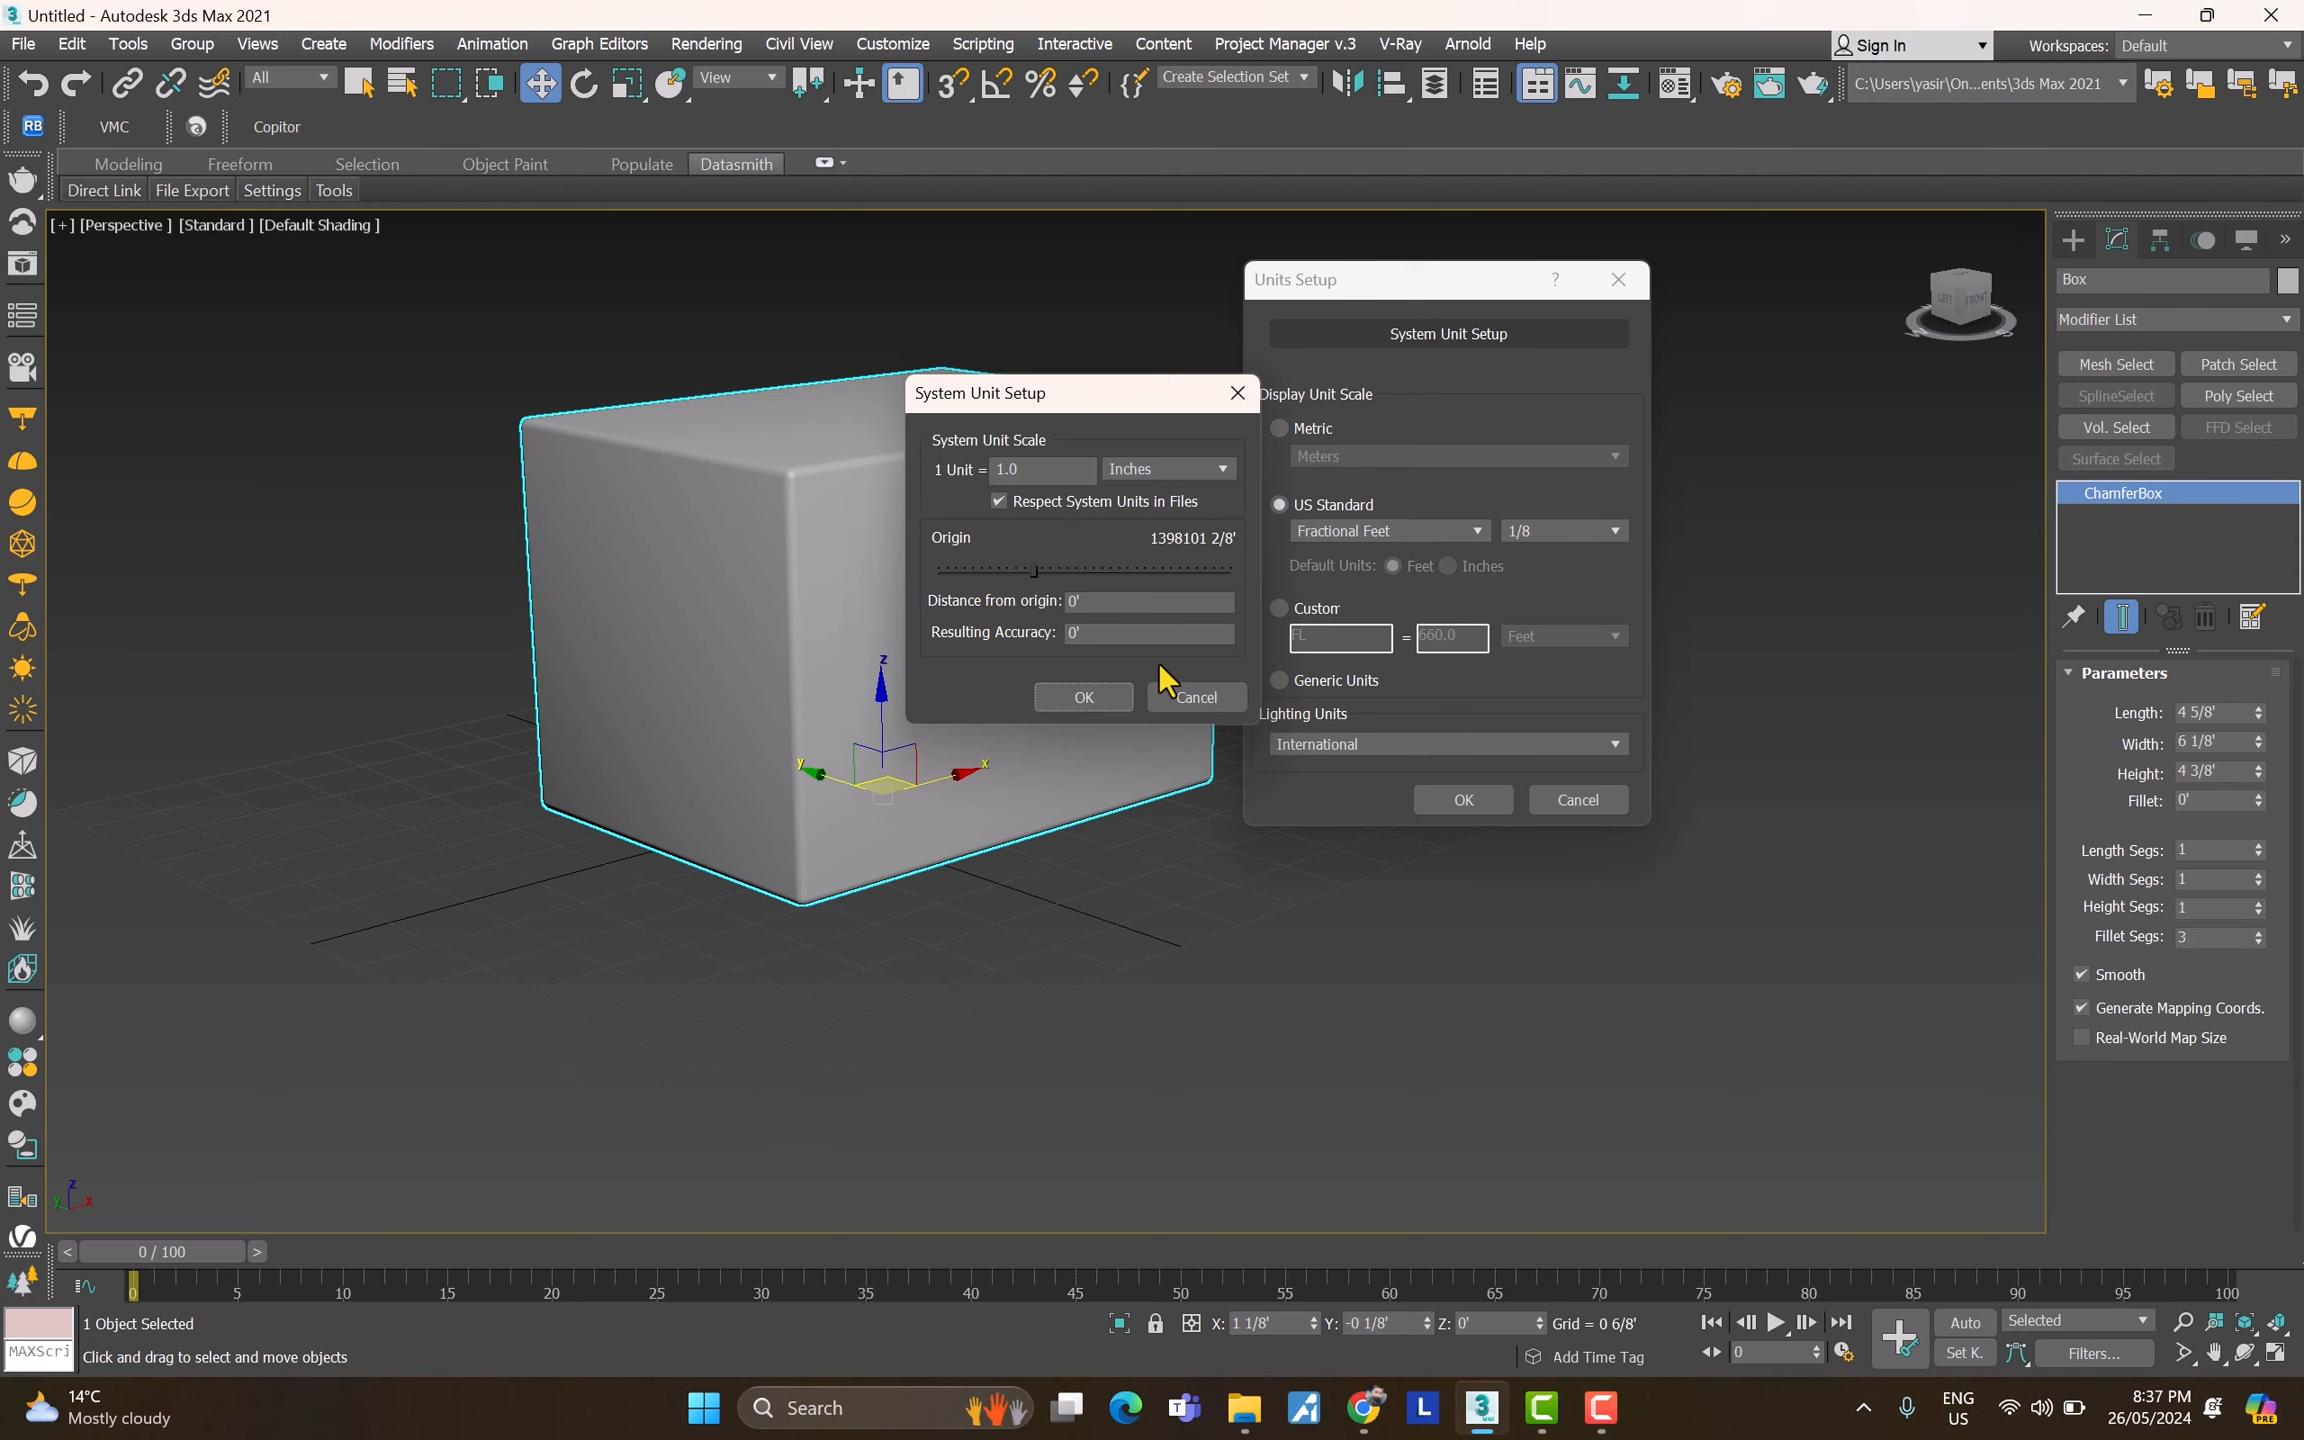 Untitled - Autodesk 3ds Max 2021
File Edit Tools Group Views Create Modifiers Animation Graph Editors Rendering Civil View Customize Scripting Interactive Content Project Manager v.3 V-Ray Arnold Help Sign In Workspaces: Default
All View Create Selection Set C:\Users\yasir\On...ents\3ds Max 2021
RB VMC Copitor
Modeling Freeform Selection Object Paint Populate Datasmith
Direct Link File Export Settings Tools
[+] [Perspective ] [Standard ] [Default Shading ]
LEFT FRONT
Units Setup ?
System Unit Setup
Display Unit Scale
Metric
Meters
US Standard
Fractional Feet 1/8
Default Units: Feet Inches
Custom
FL = 660.0 Feet
Generic Units
Lighting Units
International
OK Cancel
System Unit Setup
System Unit Scale
1 Unit = 1.0 Inches
Respect System Units in Files
Origin 1398101 2/8'
Distance from origin: 0'
Resulting Accuracy: 0'
OK Cancel
z
y x
Box
Modifier List
Mesh Select Patch Select
SplineSelect Poly Select
Vol. Select FFD Select
Surface Select
ChamferBox
Parameters
Length: 4 5/8'
Width: 6 1/8'
Height: 4 3/8'
Fillet: 0'
Length Segs: 1
Width Segs: 1
Height Segs: 1
Fillet Segs: 3
Smooth
Generate Mapping Coords.
Real-World Map Size
z
y x
< 0 / 100 >
0 5 10 15 20 25 30 35 40 45 50 55 60 65 70 75 80 85 90 95 100
1 Object Selected X: 1 1/8' Y: -0 1/8' Z: 0' Grid = 0 6/8' Auto Selected
MAXScri Click and drag to select and move objects Add Time Tag 0 Set K. Filters...
14°C
Mostly cloudy
Search
ENG
US
8:37 PM
26/05/2024
PRE